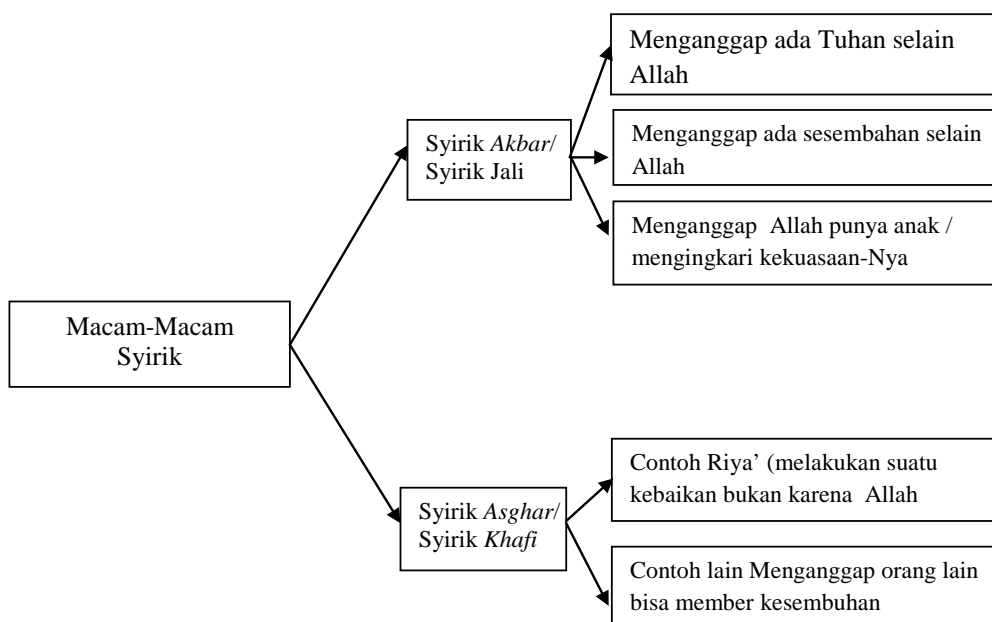 Macam-Macam
Syirik
Syirik Akbar/
Syirik Jali
Menganggap ada Tuhan selain
Allah
Menganggap ada sesembahan selain
Allah
Menganggap Allah punya anak /
mengingkari kekuasaan-Nya
Syirik Asghar/
Syirik Khafi
Contoh Riya’ (melakukan suatu
kebaikan bukan karena Allah
Contoh lain Menganggap orang lain
bisa member kesembuhan